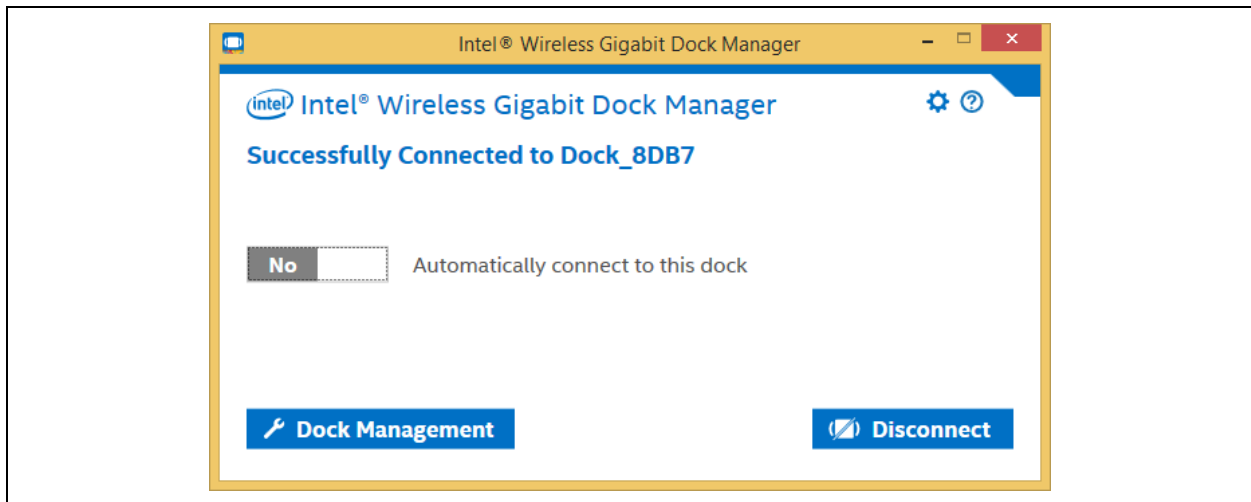 Intel® Wireless Gigabit Dock Manager
intel Intel® Wireless Gigabit Dock Manager
Successfully Connected to Dock_8DB7
No Automatically connect to this dock
Dock Management Disconnect